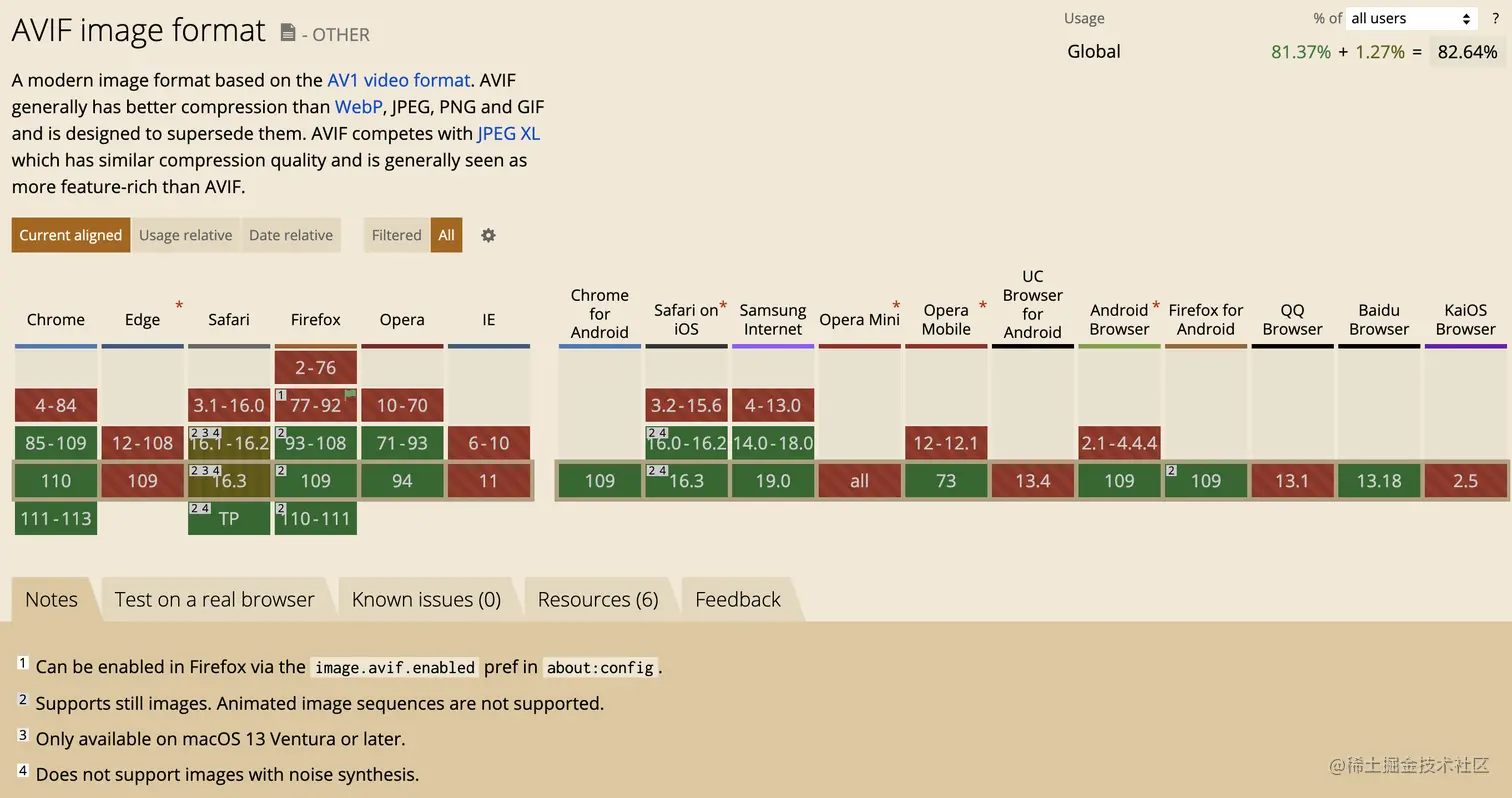 AVIF image format - OTHER
Usage % of all users ?
Global 81.37% + 1.27% = 82.64%
A modern image format based on the AV1 video format. AVIF
generally has better compression than WebP, JPEG, PNG and GIF
and is designed to supersede them. AVIF competes with JPEG XL
which has similar compression quality and is generally seen as
more feature-rich than AVIF.
Current aligned Usage relative Date relative Filtered All
Chrome Edge * Safari Firefox Opera IE
Chrome for Android Safari on iOS * Samsung Internet Opera Mini * Opera Mobile * UC Browser for Android Android Browser * Firefox for Android QQ Browser Baidu Browser KaiOS Browser
2-76
4-84 3.1-16.0 1 77-92 10-70 3.2-15.6 4-13.0
85-109 12-108 2 3 4 16.1-16.2 2 93-108 71-93 6-10 2 4 16.0-16.2 14.0-18.0 12-12.1 2.1-4.4.4
110 109 2 3 4 16.3 2 109 94 11 109 2 4 16.3 19.0 all 73 13.4 109 2 109 13.1 13.18 2.5
111-113 2 4 TP 2 110-111
Notes Test on a real browser Known issues (0) Resources (6) Feedback
1 Can be enabled in Firefox via the image.avif.enabled pref in about:config.
2 Supports still images. Animated image sequences are not supported.
3 Only available on macOS 13 Ventura or later.
4 Does not support images with noise synthesis.
@稀土掘金技术社区